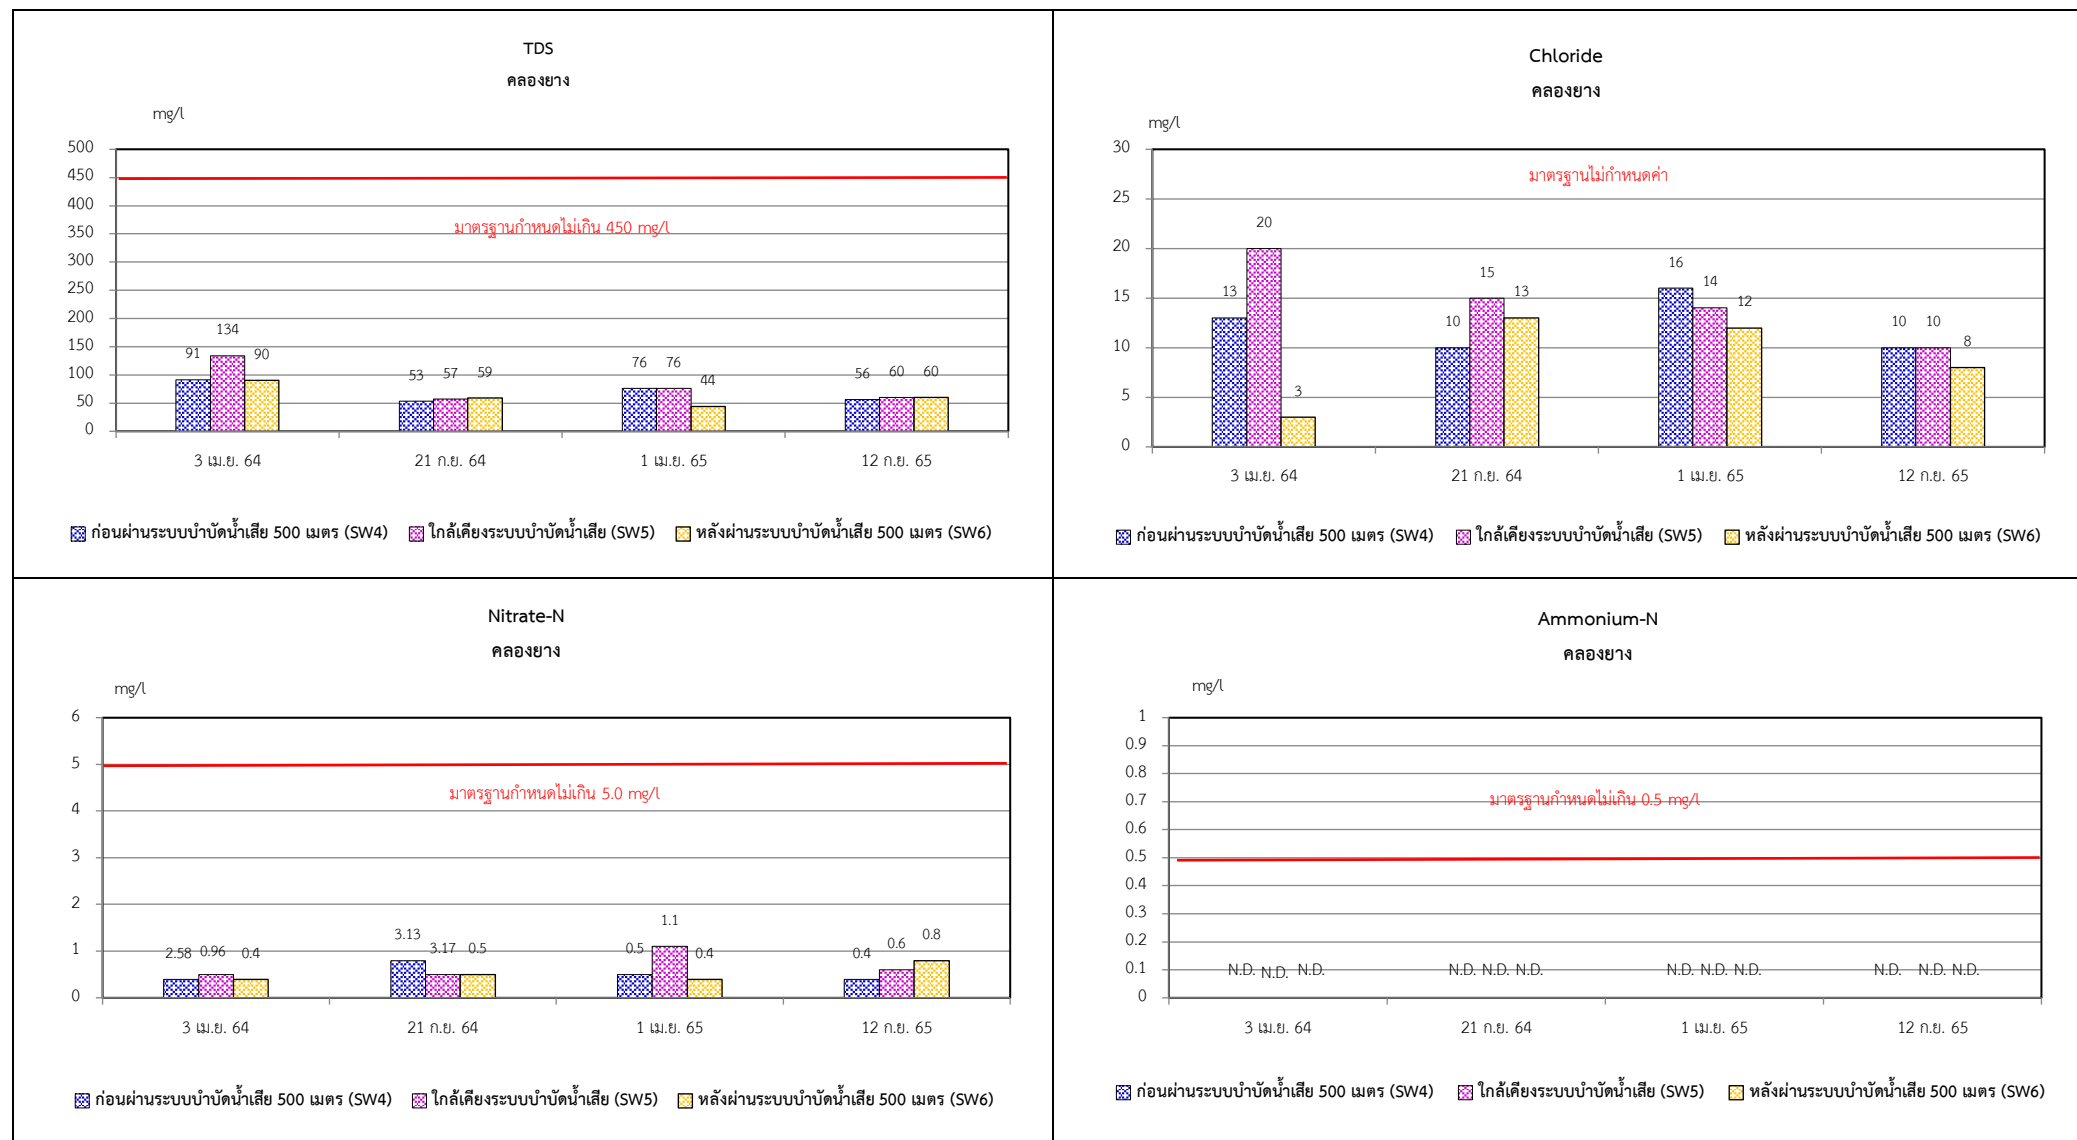 TDS
คลองยาง
mg/l
500
450
400
350
300
250
200
150
100
50
0
มาตรฐานกำหนดไม่เกิน 450 mg/l
91 134 90
53 57 59
76 76 44
56 60 60
3 เม.ย. 64 21 ก.ย. 64 1 เม.ย. 65 12 ก.ย. 65
ก่อนผ่านระบบบำบัดน้ำเสีย 500 เมตร (SW4) ใกล้เคียงระบบบำบัดน้ำเสีย (SW5) หลังผ่านระบบบำบัดน้ำเสีย 500 เมตร (SW6)
Chloride
คลองยาง
mg/l
30
25
20
15
10
5
0
มาตรฐานไม่กำหนดค่า
13 20 3
10 15 13
16 14 12
10 10 8
3 เม.ย. 64 21 ก.ย. 64 1 เม.ย. 65 12 ก.ย. 65
ก่อนผ่านระบบบำบัดน้ำเสีย 500 เมตร (SW4) ใกล้เคียงระบบบำบัดน้ำเสีย (SW5) หลังผ่านระบบบำบัดน้ำเสีย 500 เมตร (SW6)
Nitrate-N
คลองยาง
mg/l
6
5
4
3
2
1
0
มาตรฐานกำหนดไม่เกิน 5.0 mg/l
2.58 0.96 0.4
3.13 3.17 0.5
0.5 1.1 0.4
0.4 0.6 0.8
3 เม.ย. 64 21 ก.ย. 64 1 เม.ย. 65 12 ก.ย. 65
ก่อนผ่านระบบบำบัดน้ำเสีย 500 เมตร (SW4) ใกล้เคียงระบบบำบัดน้ำเสีย (SW5) หลังผ่านระบบบำบัดน้ำเสีย 500 เมตร (SW6)
Ammonium-N
คลองยาง
mg/l
1
0.9
0.8
0.7
0.6
0.5
0.4
0.3
0.2
0.1
0
มาตรฐานกำหนดไม่เกิน 0.5 mg/l
N.D. N.D. N.D.
N.D. N.D. N.D.
N.D. N.D. N.D.
N.D. N.D. N.D.
3 เม.ย. 64 21 ก.ย. 64 1 เม.ย. 65 12 ก.ย. 65
ก่อนผ่านระบบบำบัดน้ำเสีย 500 เมตร (SW4) ใกล้เคียงระบบบำบัดน้ำเสีย (SW5) หลังผ่านระบบบำบัดน้ำเสีย 500 เมตร (SW6)